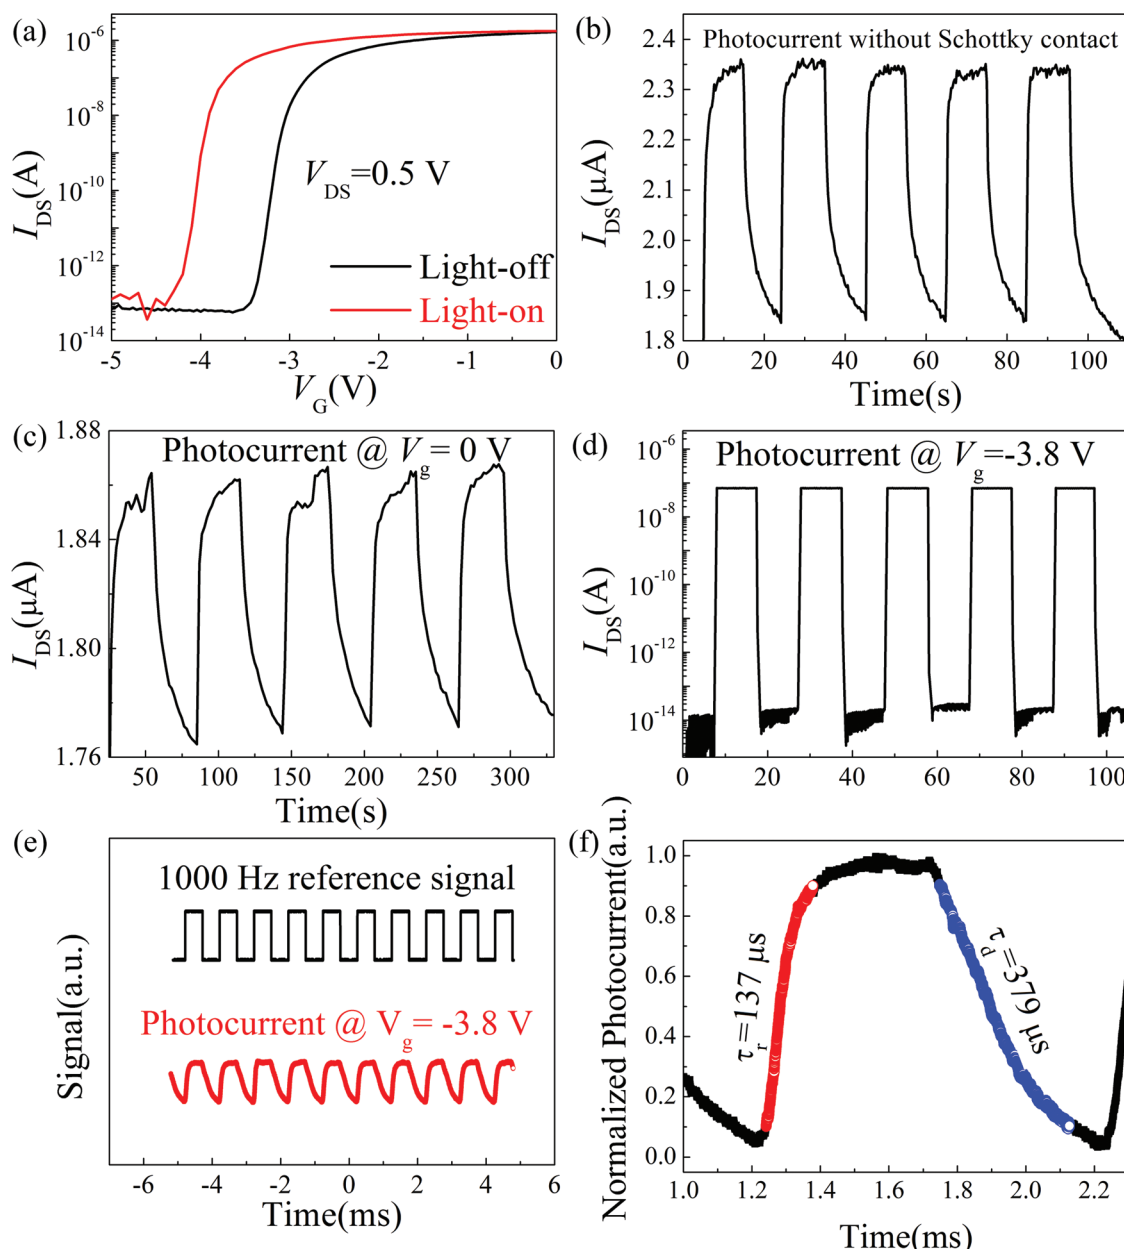 (a)
10⁻⁶
10⁻⁸
10⁻¹⁰
10⁻¹²
10⁻¹⁴
I_DS(A)
V_DS=0.5 V
Light-off
Light-on
-5 -4 -3 -2 -1 0
V_G(V)
(b)
Photocurrent without Schottky contact
2.4
2.3
2.2
2.1
2.0
1.9
1.8
I_DS(μA)
0 20 40 60 80 100
Time(s)
(c)
Photocurrent @ V_g = 0 V
1.88
1.84
1.80
1.76
I_DS(μA)
50 100 150 200 250 300
Time(s)
(d)
Photocurrent @ V_g=-3.8 V
10⁻⁶
10⁻⁸
10⁻¹⁰
10⁻¹²
10⁻¹⁴
I_DS(A)
0 20 40 60 80 100
Time(s)
(e)
1000 Hz reference signal
Photocurrent @ V_g = -3.8 V
Signal(a.u.)
-6 -4 -2 0 2 4 6
Time(ms)
(f)
Normalized Photocurrent(a.u.)
1.0
0.8
0.6
0.4
0.2
0.0
τ_r=137 μs
τ_d=379 μs
1.0 1.2 1.4 1.6 1.8 2.0 2.2
Time(ms)